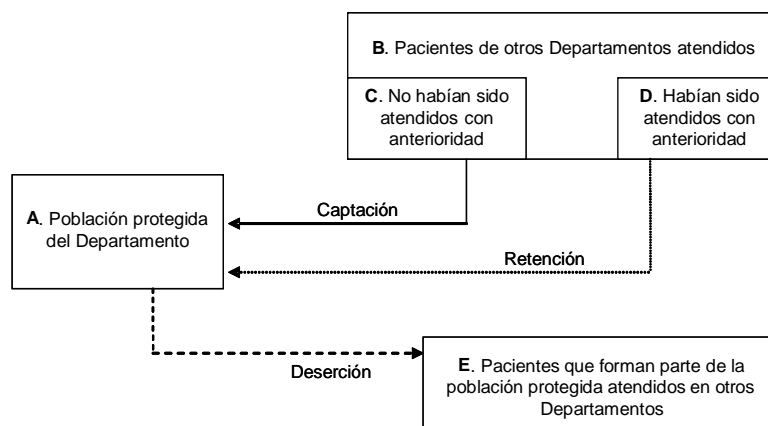 B. Pacientes de otros Departamentos atendidos
C. No habían sido
atendidos con
anterioridad
D. Habían sido
atendidos con
anterioridad
A. Población protegida
del Departamento
Captación
Retención
Deserción
E. Pacientes que forman parte de la
población protegida atendidos en otros
Departamentos